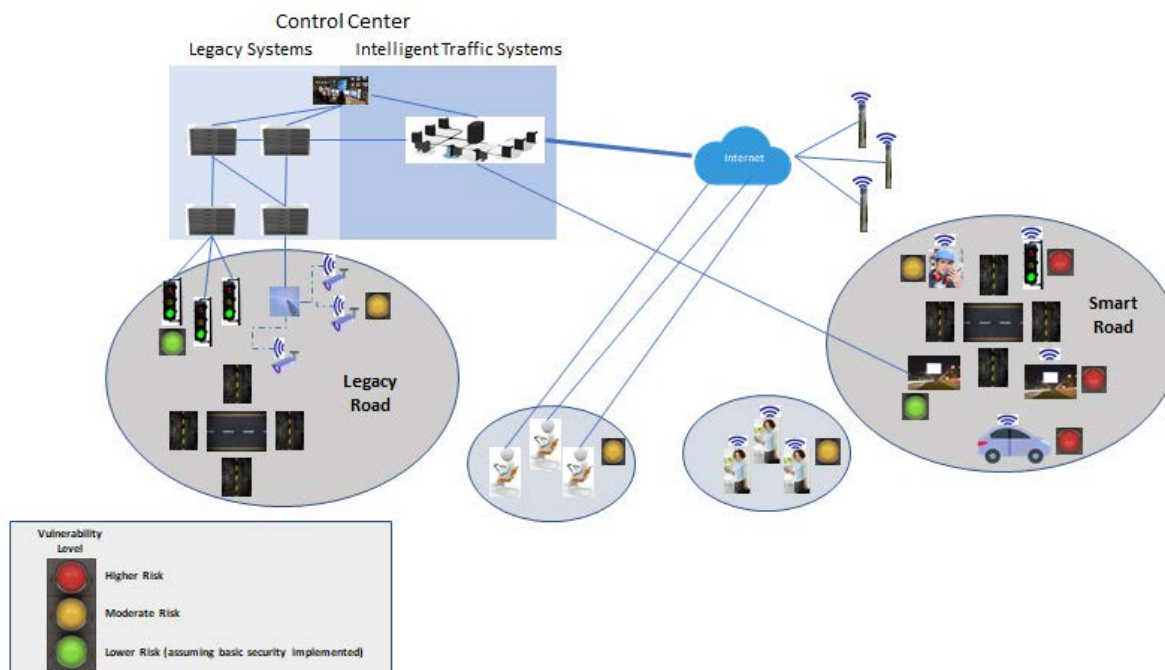 Control Center
Legacy Systems
Intelligent Traffic Systems
Internet
Smart
Road
Legacy
Road
Vulnerability
Level
Higher Risk
Moderate Risk
Lower Risk (assuming basic security implemented)